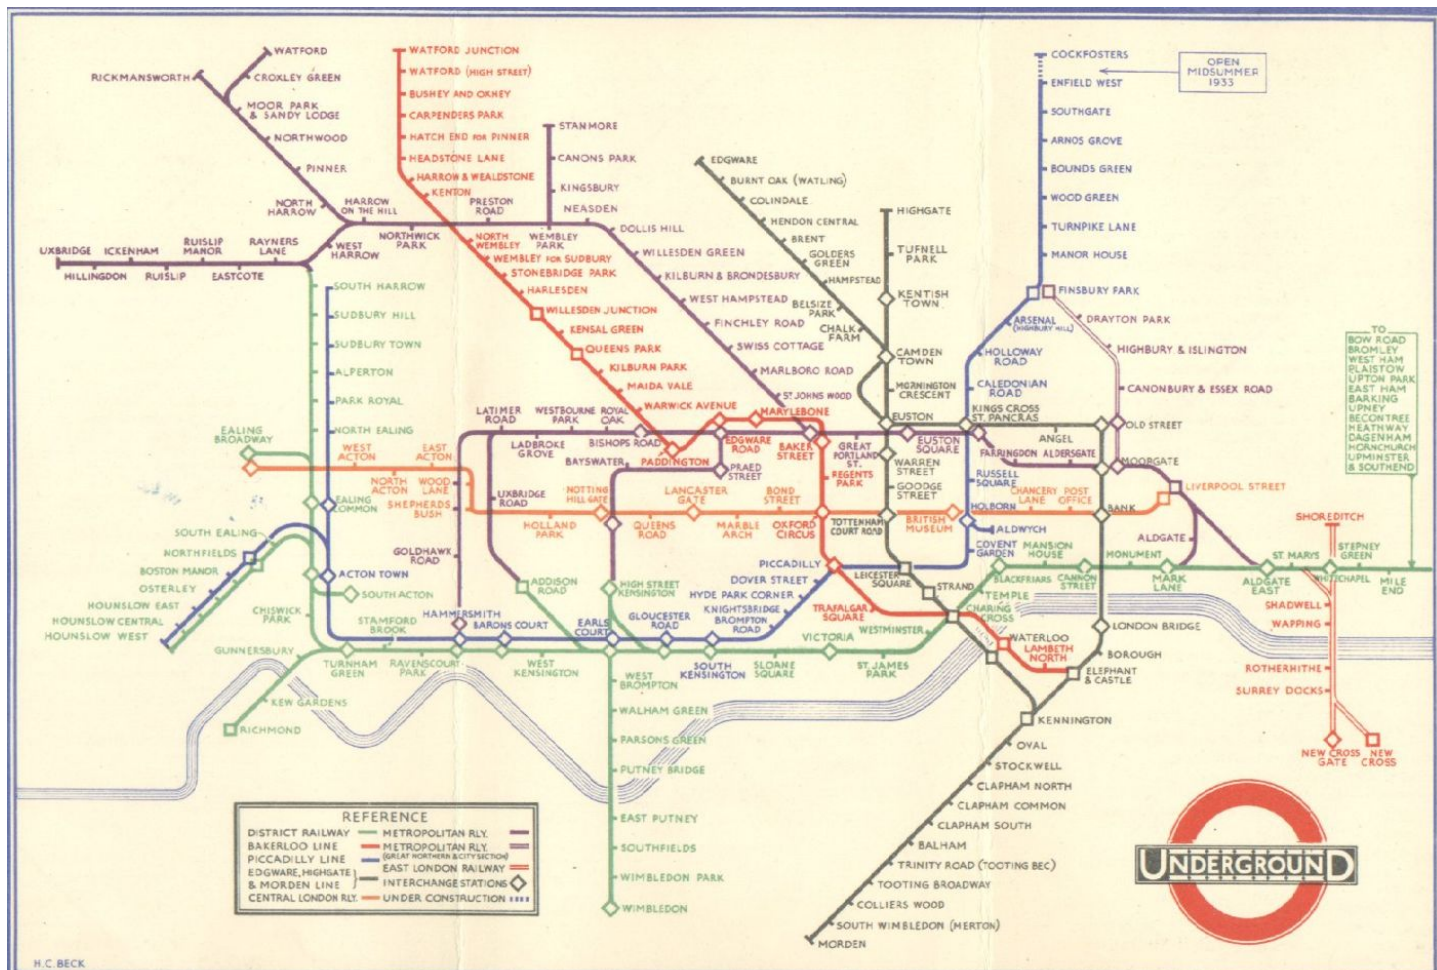 WATFORD
CROXLEY GREEN
RICKMANSWORTH
MOOR PARK
& SANDY LODGE
NORTHWOOD
PINNER
NORTH
HARROW
HARROW
ON THE HILL
NORTHWICK
PARK
PRESTON
ROAD
WEMBLEY
PARK
STANMORE
CANONS PARK
KINGSBURY
NEASDEN
DOLLIS HILL
WILLESDEN GREEN
KILBURN & BRONDESBURY
WEST HAMPSTEAD
FINCHLEY ROAD
SWISS COTTAGE
MARLBORO ROAD
ST. JOHNS WOOD
UXBRIDGE
HILLINGDON
ICKENHAM
RUISLIP
RUISLIP
MANOR
EASTCOTE
RAYNERS
LANE
WEST
HARROW
WATFORD JUNCTION
WATFORD (HIGH STREET)
BUSHEY AND OXHEY
CARPENDERS PARK
HATCH END FOR PINNER
HEADSTONE LANE
HARROW & WEALDSTONE
KENTON
NORTH
WEMBLEY
WEMBLEY FOR SUDBURY
STONEBRIDGE PARK
HARLESDEN
WILLESDEN JUNCTION
KENSAL GREEN
QUEENS PARK
KILBURN PARK
MAIDA VALE
WARWICK AVENUE
PADDINGTON
EDGWARE
ROAD
MARYLEBONE
BAKER
STREET
REGENTS
PARK
OXFORD
CIRCUS
PICCADILLY
TRAFALGAR
SQUARE
CHARING
CROSS
WATERLOO
LAMBETH
NORTH
ELEPHANT
& CASTLE
EDGWARE
BURNT OAK (WATLING)
COLINDALE
HENDON CENTRAL
BRENT
GOLDERS
GREEN
HAMPSTEAD
BELSIZE
PARK
CHALK
FARM
CAMDEN
TOWN
HIGHGATE
TUFNELL
PARK
KENTISH
TOWN
MORNINGTON
CRESCENT
EUSTON
WARREN
STREET
GOODGE
STREET
TOTTENHAM
COURT ROAD
LEICESTER
SQUARE
STRAND
KENNINGTON
OVAL
STOCKWELL
CLAPHAM NORTH
CLAPHAM COMMON
CLAPHAM SOUTH
BALHAM
TRINITY ROAD (TOOTING BEC)
TOOTING BROADWAY
COLLIERS WOOD
SOUTH WIMBLEDON (MERTON)
MORDEN
COCKFOSTERS
OPEN
MIDSUMMER
1933
ENFIELD WEST
SOUTHGATE
ARNOS GROVE
BOUNDS GREEN
WOOD GREEN
TURNPIKE LANE
MANOR HOUSE
FINSBURY PARK
ARSENAL
(HIGHBURY HILL)
HOLLOWAY
ROAD
CALEDONIAN
ROAD
KINGS CROSS
ST. PANCRAS
RUSSELL
SQUARE
HOLBORN
ALDWYCH
COVENT
GARDEN
DRAYTON PARK
HIGHBURY & ISLINGTON
CANONBURY & ESSEX ROAD
OLD STREET
MOORGATE
ANGEL
BANK
LONDON BRIDGE
BOROUGH
LATIMER
ROAD
LADBROKE
GROVE
WESTBOURNE
PARK
ROYAL
OAK
BISHOPS ROAD
BAYSWATER
PRAED
STREET
GREAT
PORTLAND
ST.
EUSTON
SQUARE
FARRINGDON
ALDERSGATE
LIVERPOOL STREET
ALDGATE
UXBRIDGE
ROAD
SHEPHERDS
BUSH
GOLDHAWK
ROAD
HAMMERSMITH
ADDISON
ROAD
EALING
BROADWAY
WEST
ACTON
NORTH
ACTON
EAST
ACTON
WOOD
LANE
HOLLAND
PARK
NOTTING
HILL GATE
QUEENS
ROAD
LANCASTER
GATE
MARBLE
ARCH
BOND
STREET
BRITISH
MUSEUM
CHANCERY
LANE
POST
OFFICE
SOUTH HARROW
SUDBURY HILL
SUDBURY TOWN
ALPERTON
PARK ROYAL
NORTH EALING
EALING
COMMON
ACTON TOWN
SOUTH ACTON
SOUTH EALING
NORTHFIELDS
BOSTON MANOR
OSTERLEY
HOUNSLOW EAST
HOUNSLOW CENTRAL
HOUNSLOW WEST
CHISWICK
PARK
GUNNERSBURY
KEW GARDENS
RICHMOND
TURNHAM
GREEN
STAMFORD
BROOK
RAVENSCOURT
PARK
BARONS COURT
WEST
KENSINGTON
EARLS
COURT
HIGH STREET
KENSINGTON
GLOUCESTER
ROAD
SOUTH
KENSINGTON
KNIGHTSBRIDGE
BROMPTON
ROAD
HYDE PARK CORNER
DOVER STREET
SLOANE
SQUARE
VICTORIA
ST. JAMES
PARK
WESTMINSTER
TEMPLE
BLACKFRIARS
MANSION
HOUSE
CANNON
STREET
MONUMENT
MARK
LANE
ALDGATE
EAST
ST. MARYS
WHITECHAPEL
STEPNEY
GREEN
MILE
END
TO
BOW ROAD
BROMLEY
WEST HAM
PLAISTOW
UPTON PARK
EAST HAM
BARKING
UPNEY
BECONTREE
HEATHWAY
DAGENHAM
HORNCHURCH
UPMINSTER
& SOUTHEND
SHOREDITCH
SHADWELL
WAPPING
ROTHERHITHE
SURREY DOCKS
NEW CROSS
GATE
NEW
CROSS
WEST
BROMPTON
WALHAM GREEN
PARSONS GREEN
PUTNEY BRIDGE
EAST PUTNEY
SOUTHFIELDS
WIMBLEDON PARK
WIMBLEDON
REFERENCE
DISTRICT RAILWAY
BAKERLOO LINE
PICCADILLY LINE
EDGWARE, HIGHGATE
& MORDEN LINE
CENTRAL LONDON RLY.
METROPOLITAN RLY.
METROPOLITAN RLY.
(GREAT NORTHERN & CITY SECTION)
EAST LONDON RAILWAY
INTERCHANGE STATIONS
UNDER CONSTRUCTION
UNDERGROUND
H.C. BECK